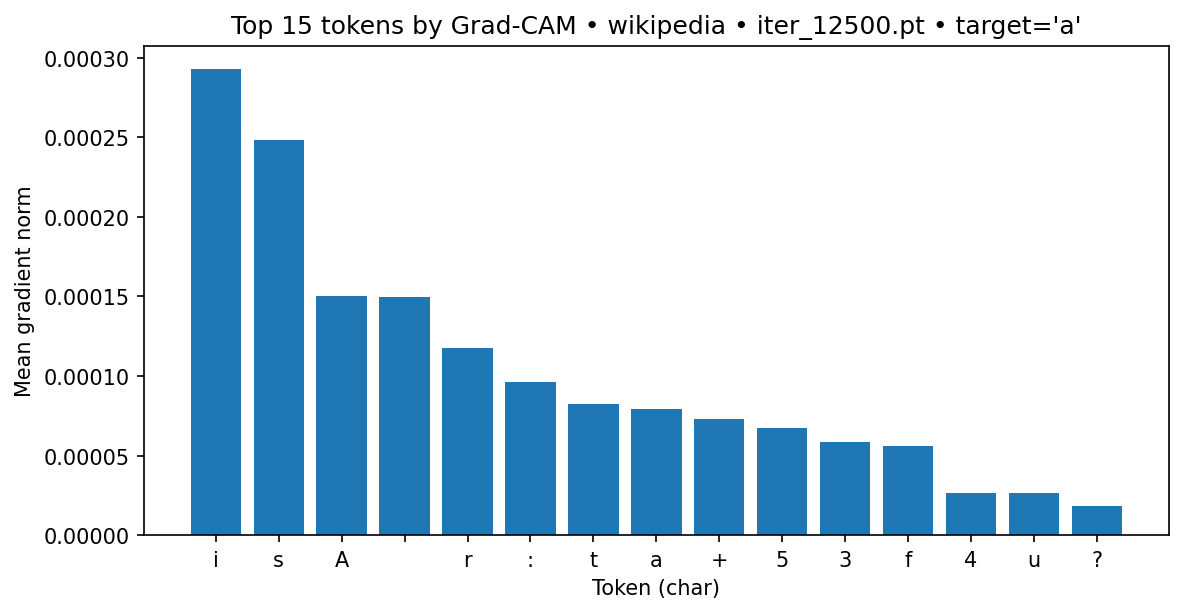 Top 15 tokens by Grad-CAM • wikipedia • iter_12500.pt • target='a'
0.00030
0.00025
0.00020
0.00015
0.00010
0.00005
0.00000
Mean gradient norm
i s A r : t a + 5 3 f 4 u ?
Token (char)